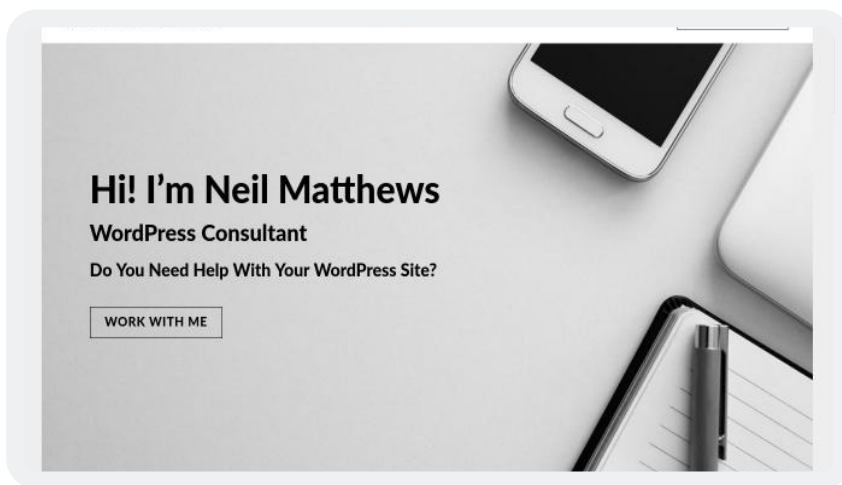 Hi! I’m Neil Matthews
WordPress Consultant
Do You Need Help With Your WordPress Site?
WORK WITH ME